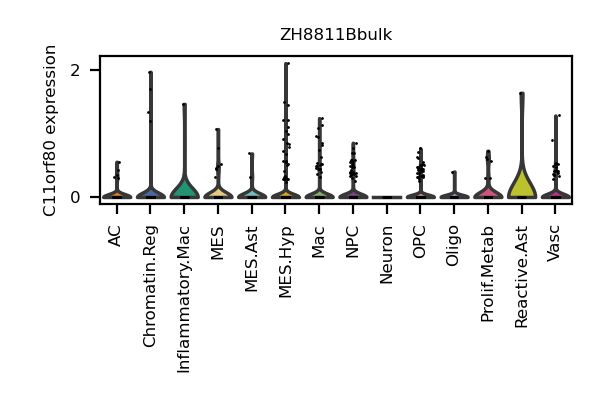 ZH8811Bbulk
C11orf80 expression
2
0
AC
Chromatin.Reg
Inflammatory.Mac
MES
MES.Ast
MES.Hyp
Mac
NPC
Neuron
OPC
Oligo
Prolif.Metab
Reactive.Ast
Vasc